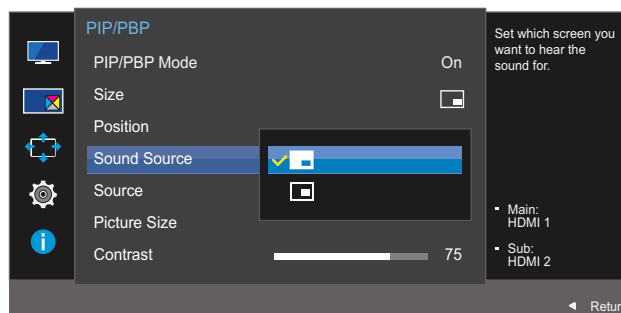 PIP/PBP
PIP/PBP Mode On
Size
Position
Sound Source
Source
Picture Size
Contrast 75
Set which screen you
want to hear the
sound for.
Main:
HDMI 1
Sub:
HDMI 2
Retur